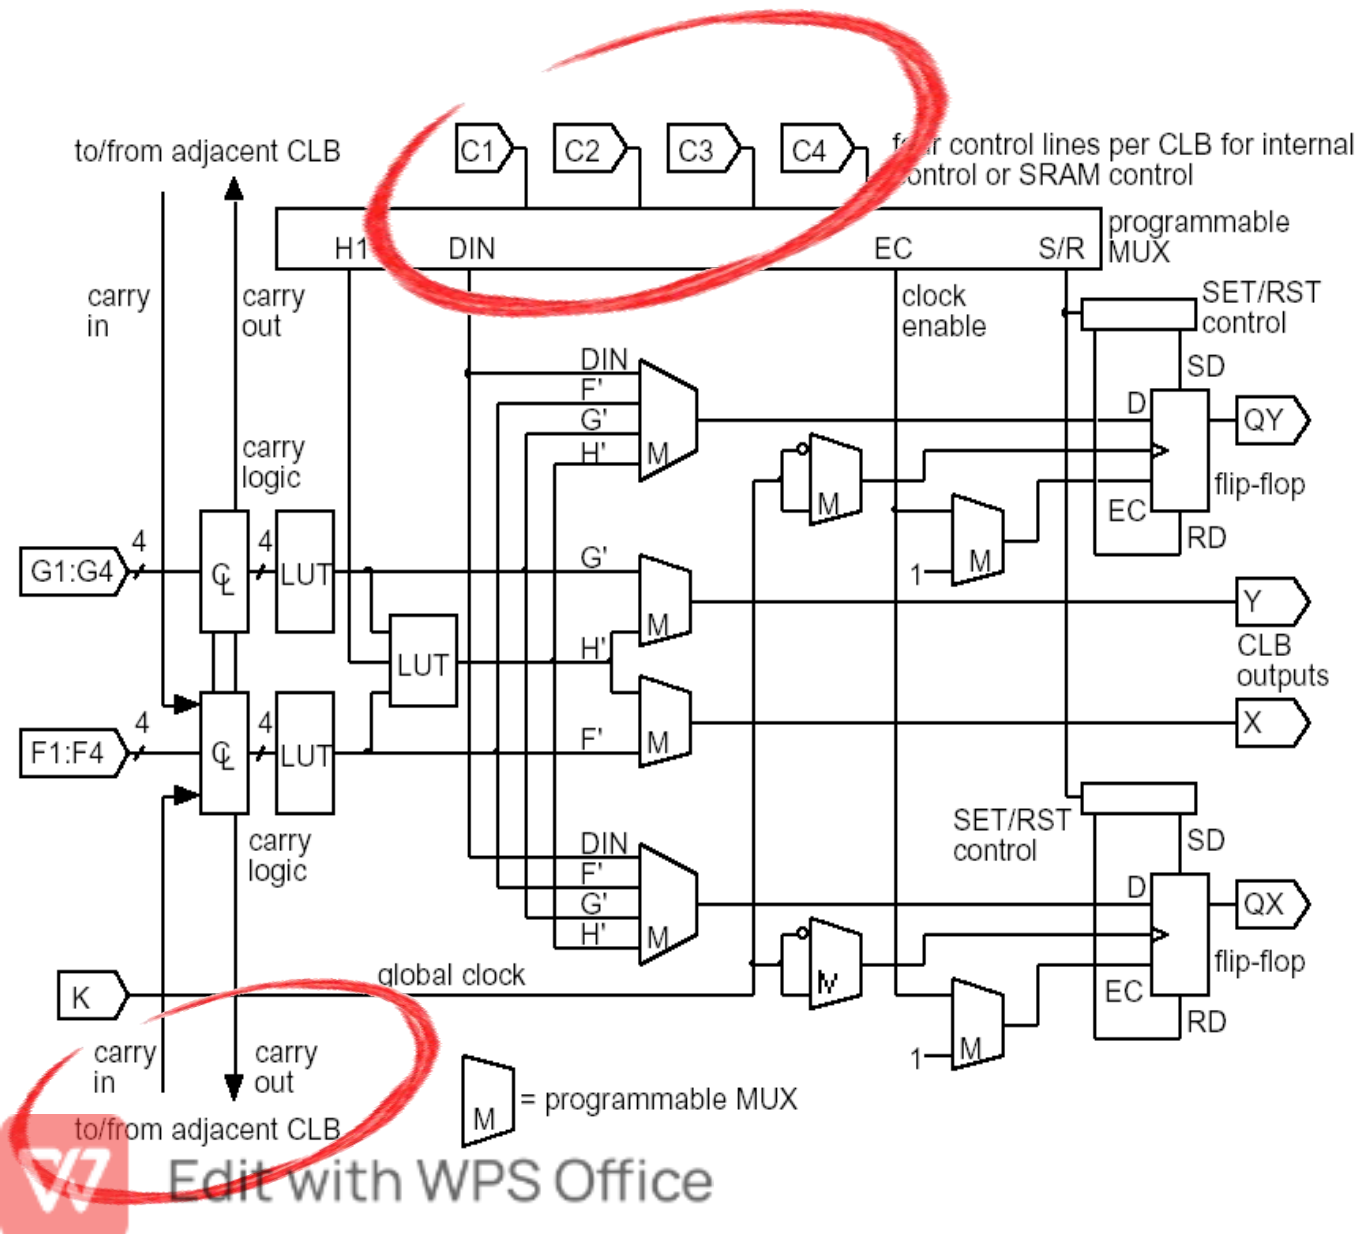 to/from adjacent CLB
C1
C2
C3
C4
four control lines per CLB for internal
control or SRAM control
H1
DIN
EC
S/R
programmable
MUX
carry
in
carry
out
clock
enable
SET/RST
control
DIN
F'
G'
H'
M
SD
D
QY
carry
logic
M
flip-flop
EC
RD
M
1
4
4
G1:G4
CL
LUT
G'
M
Y
LUT
H'
CLB
outputs
4
4
F1:F4
CL
LUT
F'
M
X
carry
logic
SET/RST
control
SD
DIN
F'
G'
H'
M
D
QX
M
flip-flop
EC
RD
1
M
K
global clock
carry
in
carry
out
to/from adjacent CLB
M
= programmable MUX
W
Edit with WPS Office